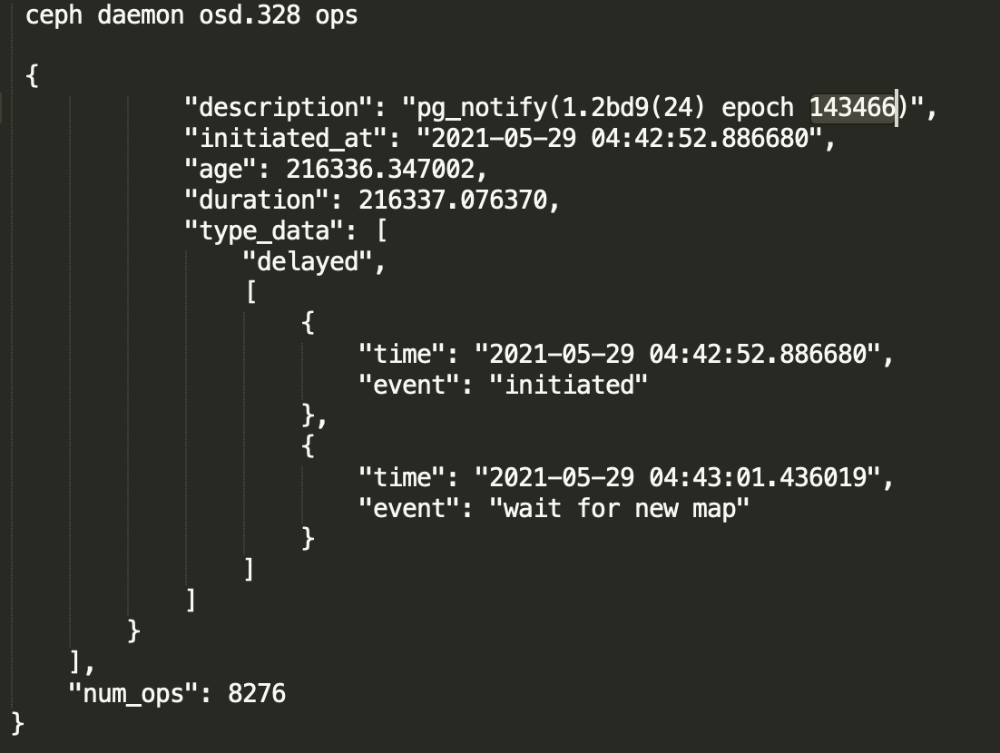 ceph daemon osd.328 ops
{
"description": "pg_notify(1.2bd9(24) epoch 143466)",
"initiated_at": "2021-05-29 04:42:52.886680",
"age": 216336.347002,
"duration": 216337.076370,
"type_data": [
"delayed",
[
{
"time": "2021-05-29 04:42:52.886680",
"event": "initiated"
},
{
"time": "2021-05-29 04:43:01.436019",
"event": "wait for new map"
}
]
]
}
],
"num_ops": 8276
}